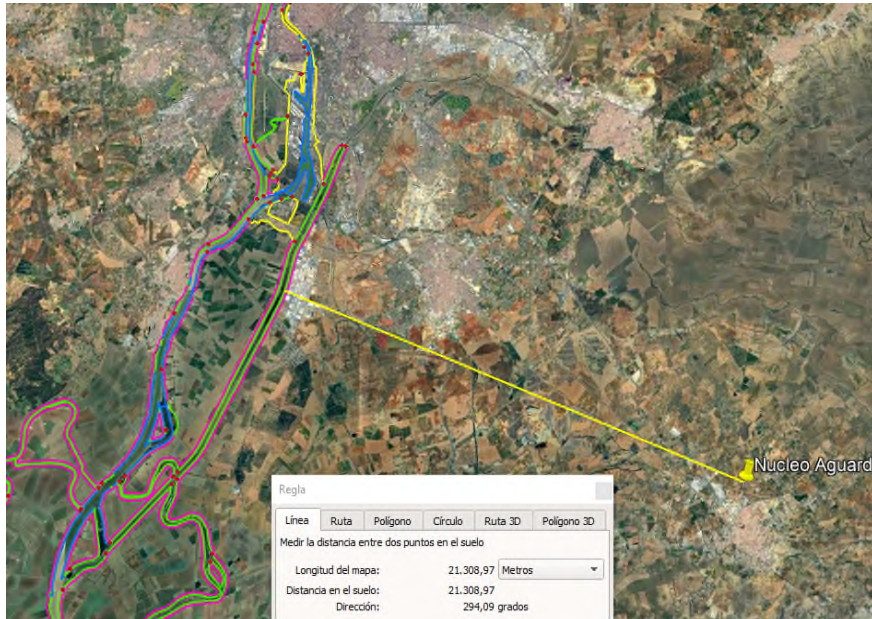 Nucleo Aguard
Regla
Línea Ruta Polígono Círculo Ruta 3D Polígono 3D
Medir la distancia entre dos puntos en el suelo
Longitud del mapa: 21.308,97 Metros
Distancia en el suelo: 21.308,97
Dirección: 294,09 grados